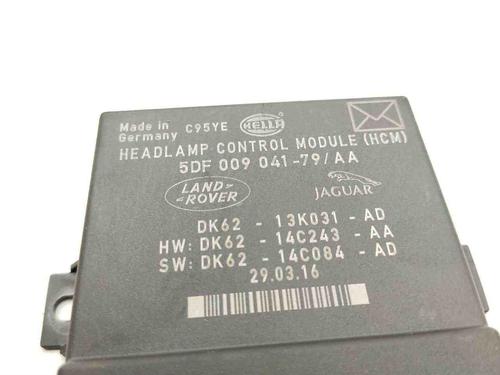 Made in
Germany
C95YE
HELLA
HEADLAMP CONTROL MODULE (HCM)
5DF 009 041-79/AA
LAND
ROVER
JAGUAR
DK62 - 13K031 - AD
HW: DK62 - 14C243 - AA
SW: DK62 - 14C084 - AD
29.03.16